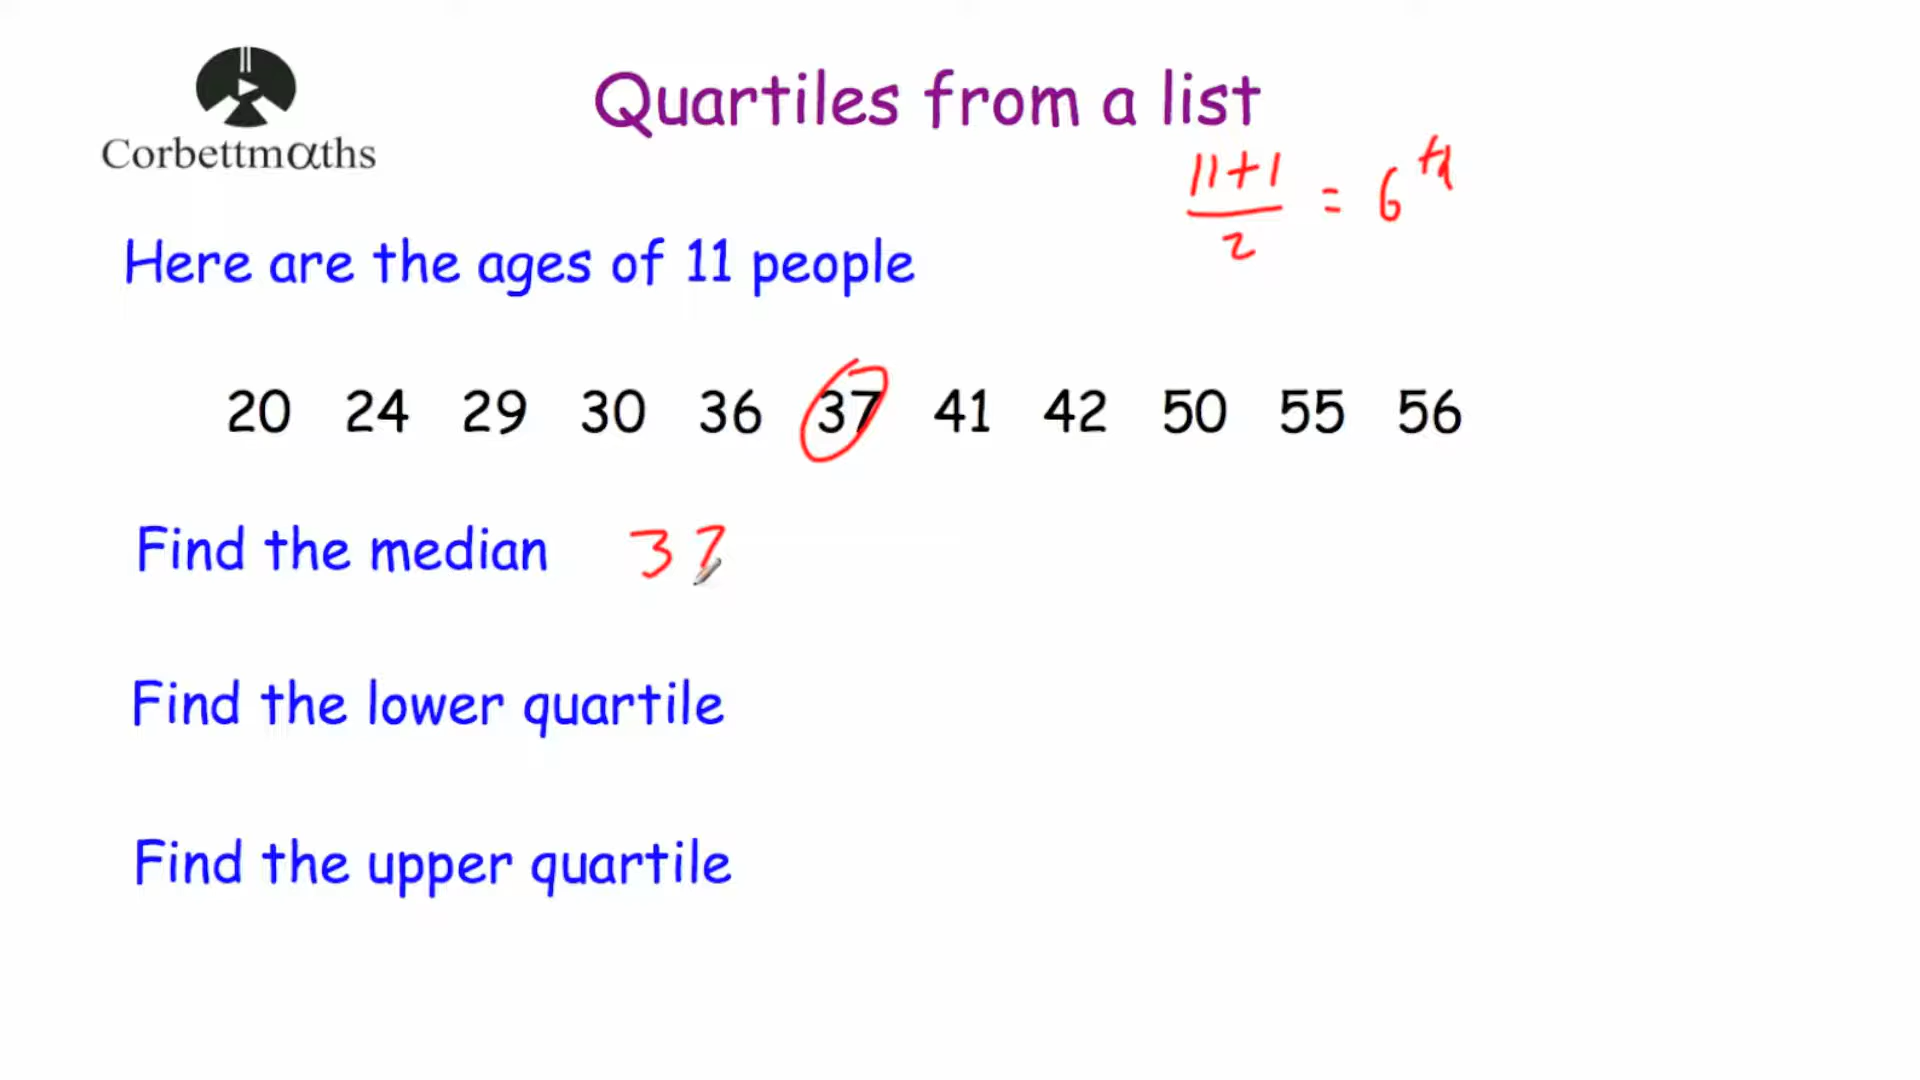 Corbettmαths
Quartiles from a list
11+1
2
= 6th
Here are the ages of 11 people
20 24 29 30 36 37 41 42 50 55 56
Find the median 37
Find the lower quartile
Find the upper quartile